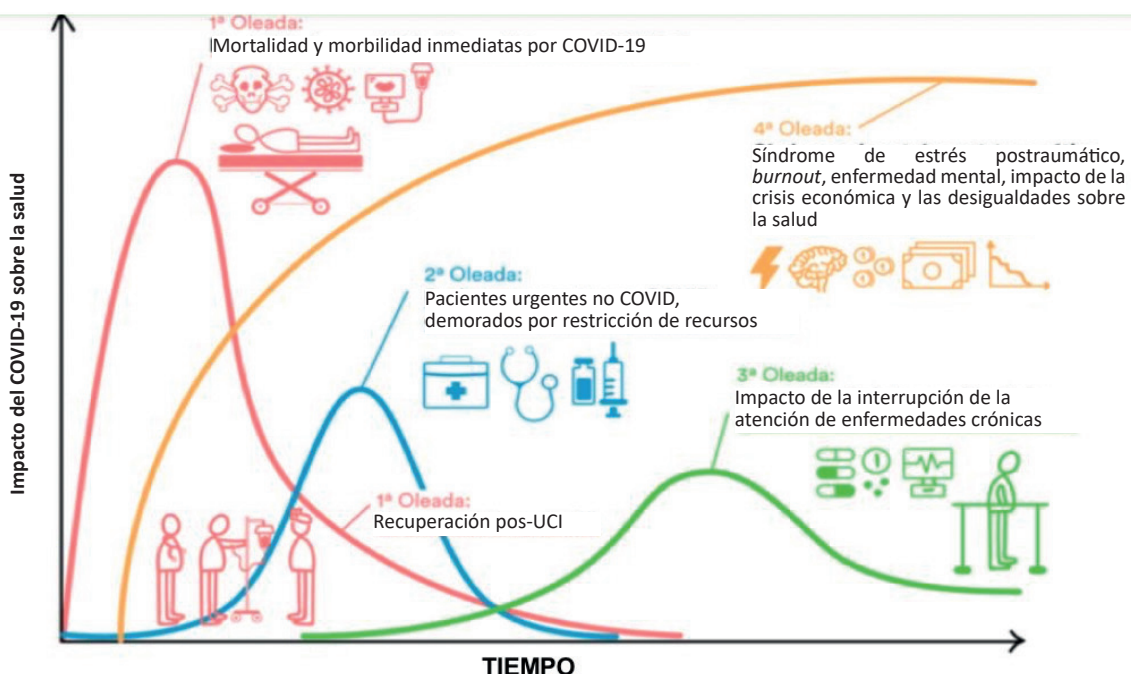 1ª Oleada:
Mortalidad y morbilidad inmediatas por COVID-19
4ª Oleada:
Síndrome de estrés postraumático,
burnout, enfermedad mental, impacto de la
crisis económica y las desigualdades sobre
la salud
2ª Oleada:
Pacientes urgentes no COVID,
demorados por restricción de recursos
3ª Oleada:
Impacto de la interrupción de la
atención de enfermedades crónicas
1ª Oleada:
Recuperación pos-UCI
Impacto del COVID-19 sobre la salud
TIEMPO